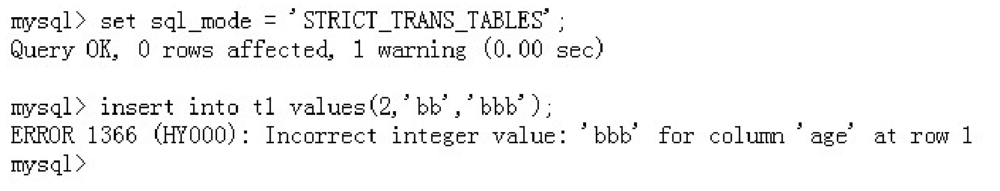 mysql> set sql_mode = 'STRICT_TRANS_TABLES';
Query OK, 0 rows affected, 1 warning (0.00 sec)
mysql> insert into t1 values(2,'bb','bbb');
ERROR 1366 (HY000): Incorrect integer value: 'bbb' for column 'age' at row 1
mysql>